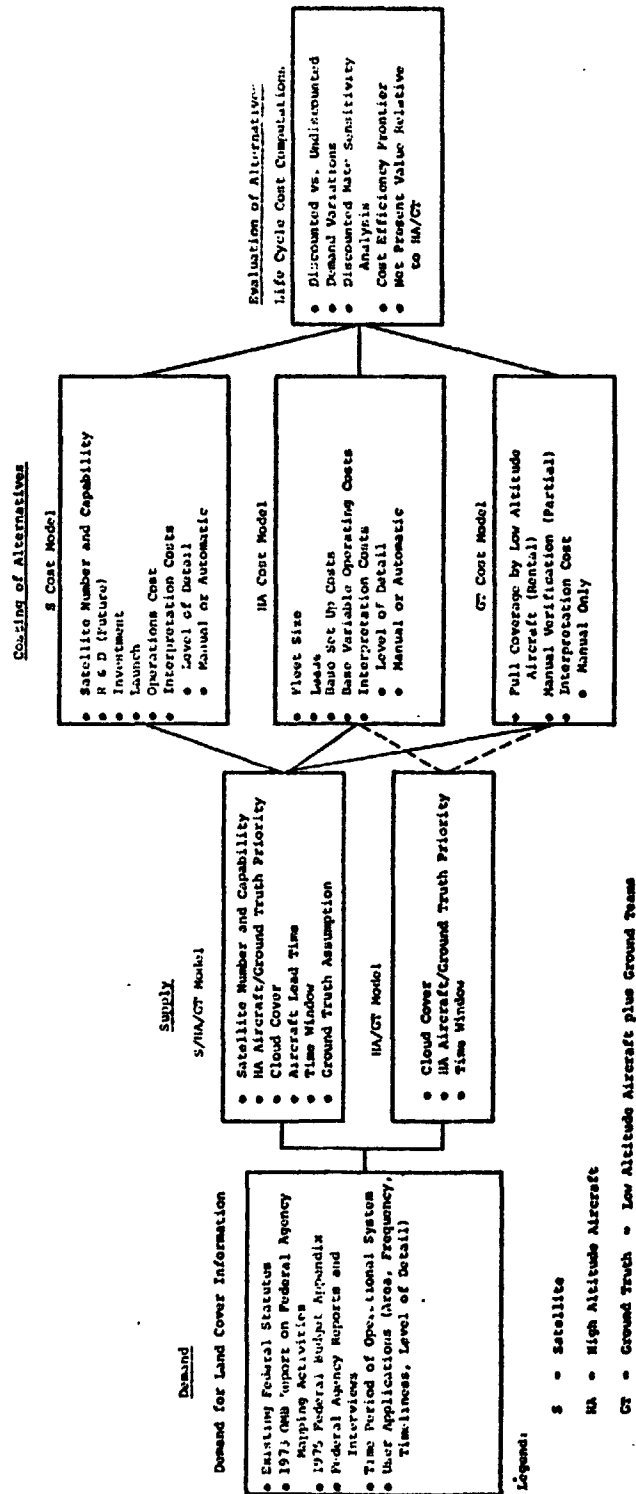 Demand
Demand for Land Cover Information
● Existing Federal Statutes
● 1973 OMB Report on Federal Agency
Mapping Activities
● 1975 Federal Budget Appendix
● Federal Agency Reports and
Interviews
● Time Period of Operational System
● User Applications (Area, Frequency,
Timeliness, Level of Detail)
Supply
S/HA/GT Model
● Satellite Number and Capability
● HA Aircraft/Ground Truth Priority
● Cloud Cover
● Aircraft Lead Time
● Time Window
● Ground Truth Assumption
HA/GT Model
● Cloud Cover
● HA Aircraft/Ground Truth Priority
● Time Window
Costing of Alternatives
S Cost Model
● Satellite Number and Capability
● R & D (Future)
● Investment
● Launch
● Operations Cost
● Interpretation Costs
● Level of Detail
● Manual or Automatic
HA Cost Model
● Fleet Size
● Lease
● Base Set Up Costs
● Base Variable Operating Costs
● Interpretation Costs
● Level of Detail
● Manual or Automatic
GT Cost Model
● Full Coverage by Low Altitude
Aircraft (Rental)
● Manual Verification (Partial)
● Interpretation Cost
● Manual Only
Evaluation of Alternatives
Life Cycle Cost Computations
● Discounted vs. Undiscounted
● Demand Variations
● Discounted Rate Sensitivity
Analysis
● Cost Efficiency Frontier
● Net Present Value Relative
to HA/GT
Legend:
S = Satellite
HA = High Altitude Aircraft
GT = Ground Truth = Low Altitude Aircraft plus Ground Teams